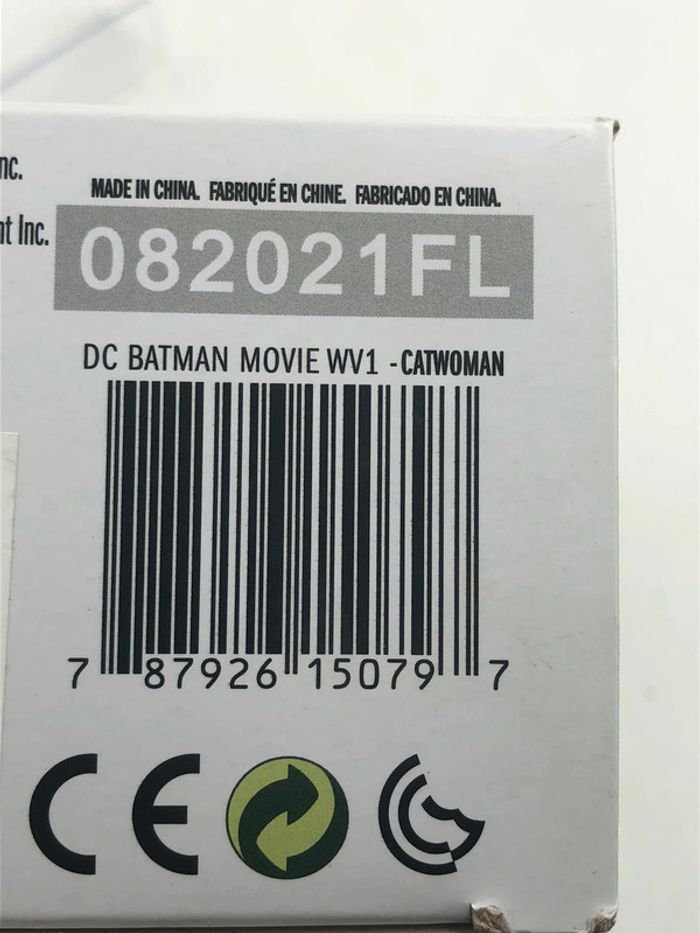 nc.
MADE IN CHINA. FABRIQUÉ EN CHINE. FABRICADO EN CHINA.
nt Inc.
082021FL
DC BATMAN MOVIE WV1 - CATWOMAN
7 87926 15079 7
CE